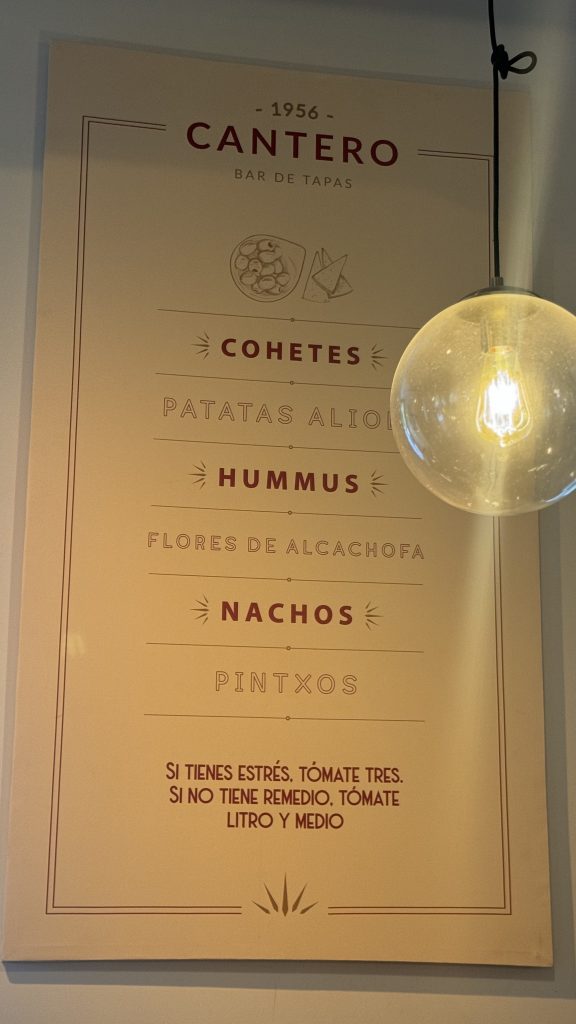 - 1956 -
CANTERO
BAR DE TAPAS
COHETES
PATATAS
HUMMUS
FLORES DE ALCACHOFA
NACHOS
PINTXOS
SI TIENES ESTRÉS, TÓMATE TRES.
SI NO TIENE REMEDIO, TÓMATE
LITRO Y MEDIO